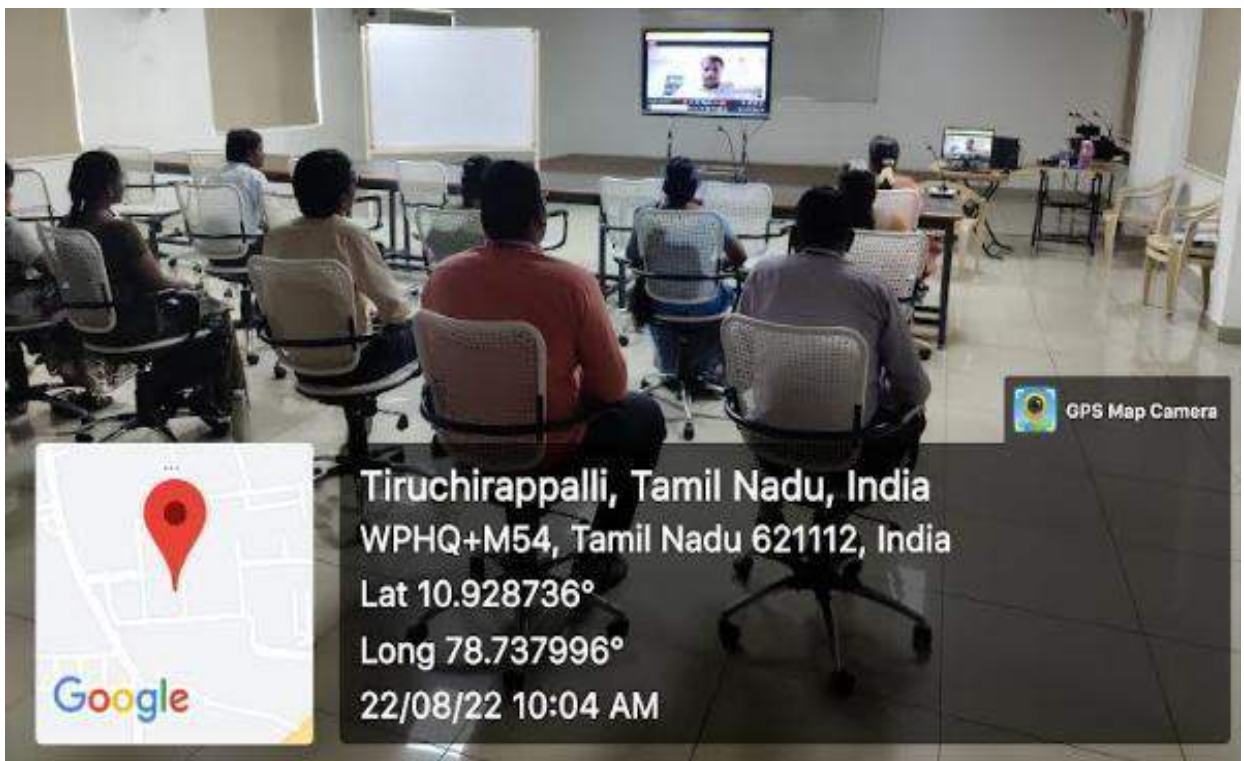 GPS Map Camera
Tiruchirappalli, Tamil Nadu, India
WPHQ+M54, Tamil Nadu 621112, India
Lat 10.928736°
Long 78.737996°
22/08/22 10:04 AM
Google